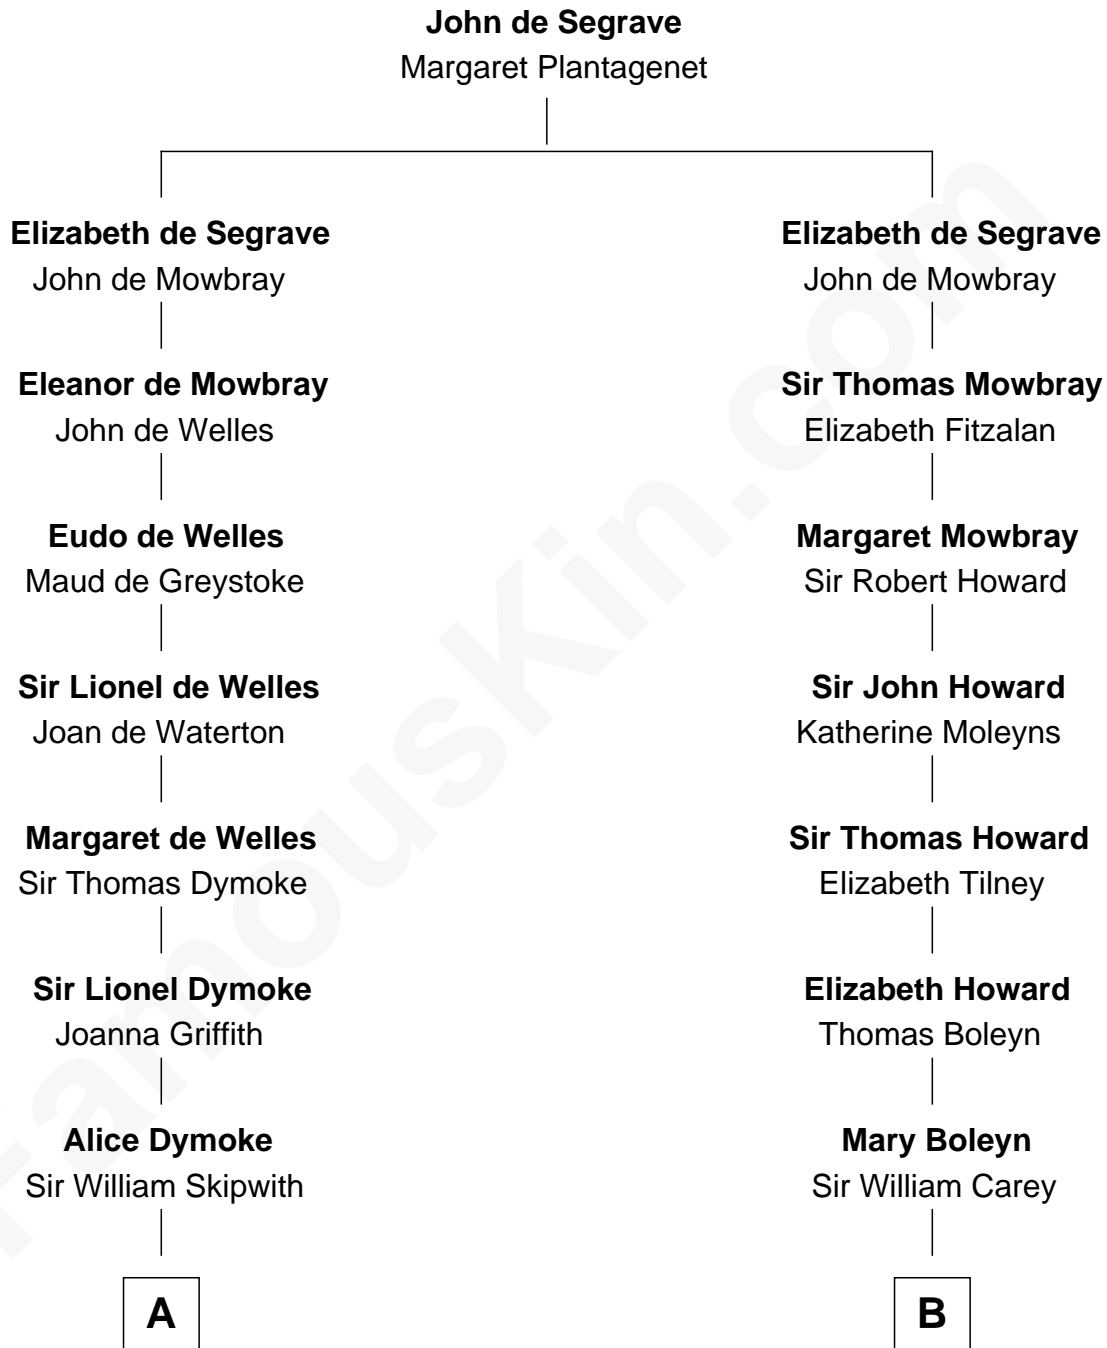 John de Segrave
Margaret Plantagenet
Elizabeth de Segrave
John de Mowbray
Elizabeth de Segrave
John de Mowbray
Eleanor de Mowbray
John de Welles
Sir Thomas Mowbray
Elizabeth Fitzalan
Eudo de Welles
Maud de Greystoke
Margaret Mowbray
Sir Robert Howard
Sir Lionel de Welles
Joan de Waterton
Sir John Howard
Katherine Moleyns
Margaret de Welles
Sir Thomas Dymoke
Sir Thomas Howard
Elizabeth Tilney
Sir Lionel Dymoke
Joanna Griffith
Elizabeth Howard
Thomas Boleyn
Alice Dymoke
Sir William Skipwith
Mary Boleyn
Sir William Carey
A
B
FamousKin.com